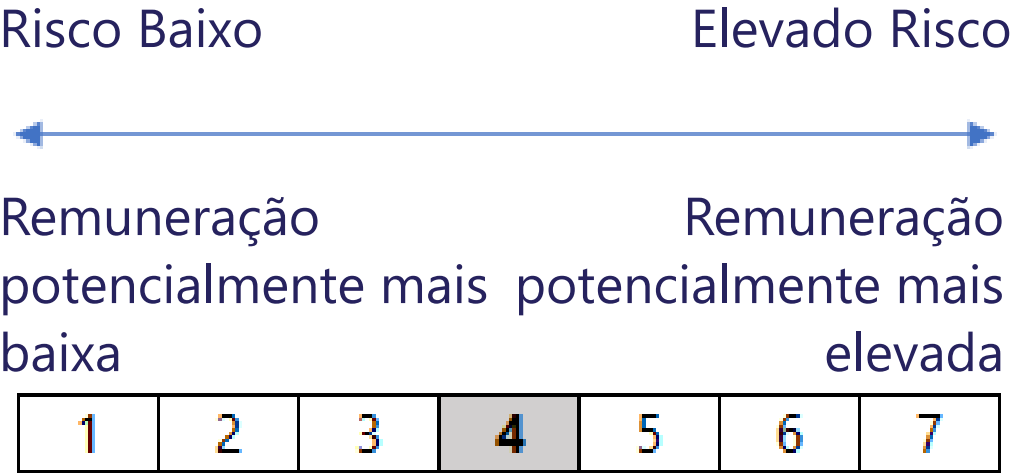 Risco Baixo Elevado Risco
Remuneração Remuneração
potencialmente mais potencialmente mais
baixa elevada
1 2 3 4 5 6 7